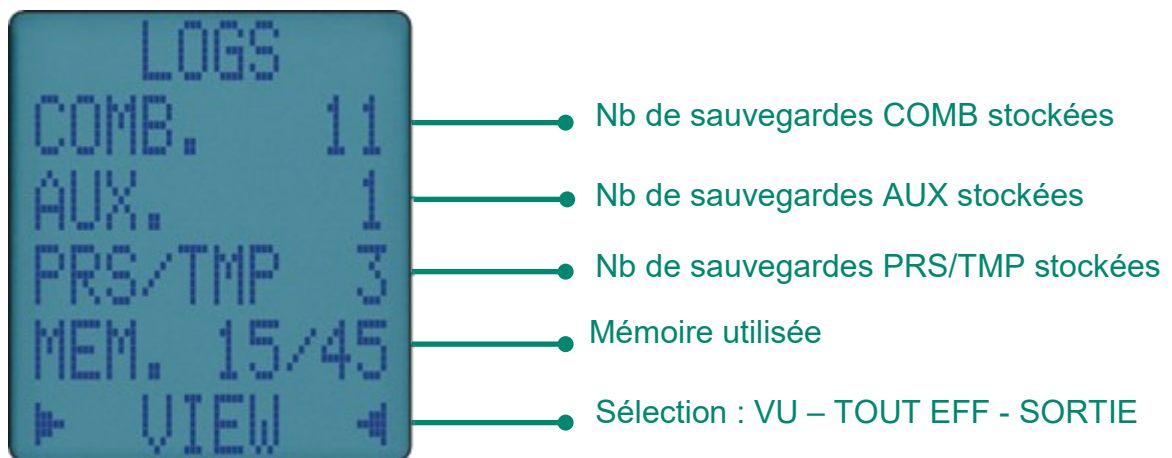 LOGS
COMB. 11
Nb de sauvegardes COMB stockées
AUX. 1
Nb de sauvegardes AUX stockées
PRS/TMP 3
Nb de sauvegardes PRS/TMP stockées
MEM. 15/45
Mémoire utilisée
VIEW
Sélection : VU – TOUT EFF - SORTIE